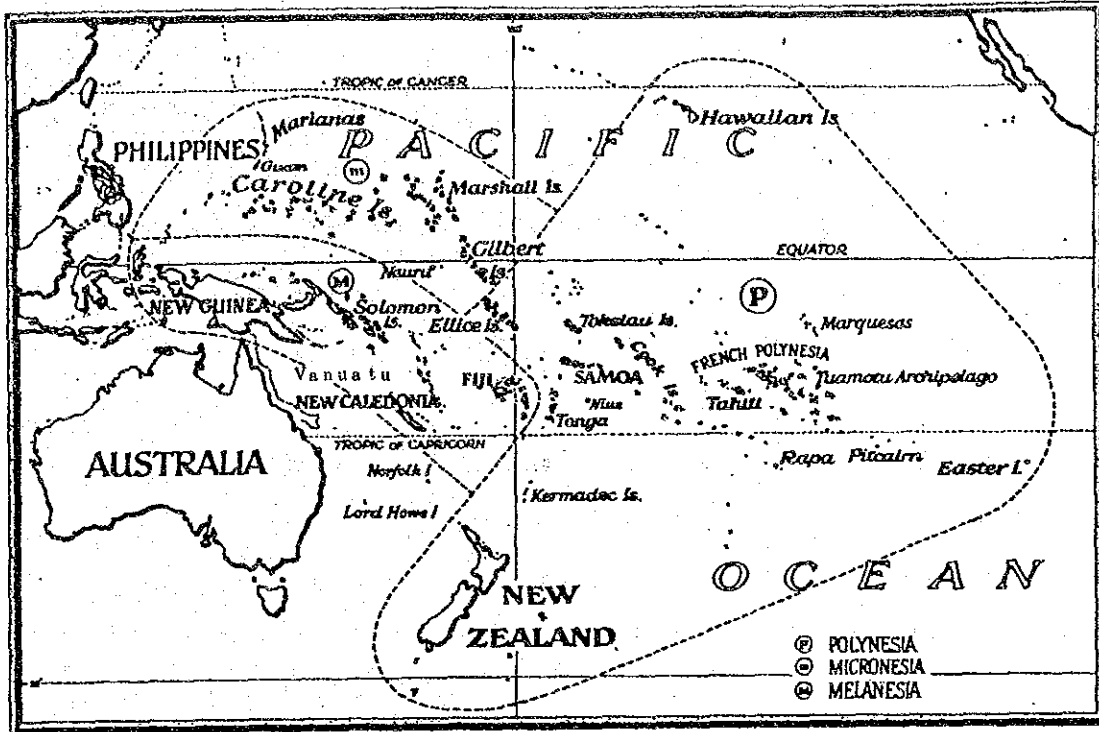 TROPIC OF CANCER
Hawaiian Is.
Marianas
PACIFIC
PHILIPPINES
Guam
m
Caroline Is.
Marshall Is.
Gilbert
Is.
EQUATOR
Nauru
M
P
NEW GUINEA
Solomon
Is.
Ellice Is.
Tokelau Is.
Marquesas
Cook Is.
FRENCH POLYNESIA
Vanuatu
FIJI
SAMOA
Tuamotu Archipelago
NEW CALEDONIA
Niue
Tahiti
Tonga
TROPIC OF CAPRICORN
AUSTRALIA
Norfolk I
Rapa
Pitcairn
Easter I.
Kermadec Is.
Lord Howe I
OCEAN
NEW
ZEALAND
P POLYNESIA
m MICRONESIA
M MELANESIA